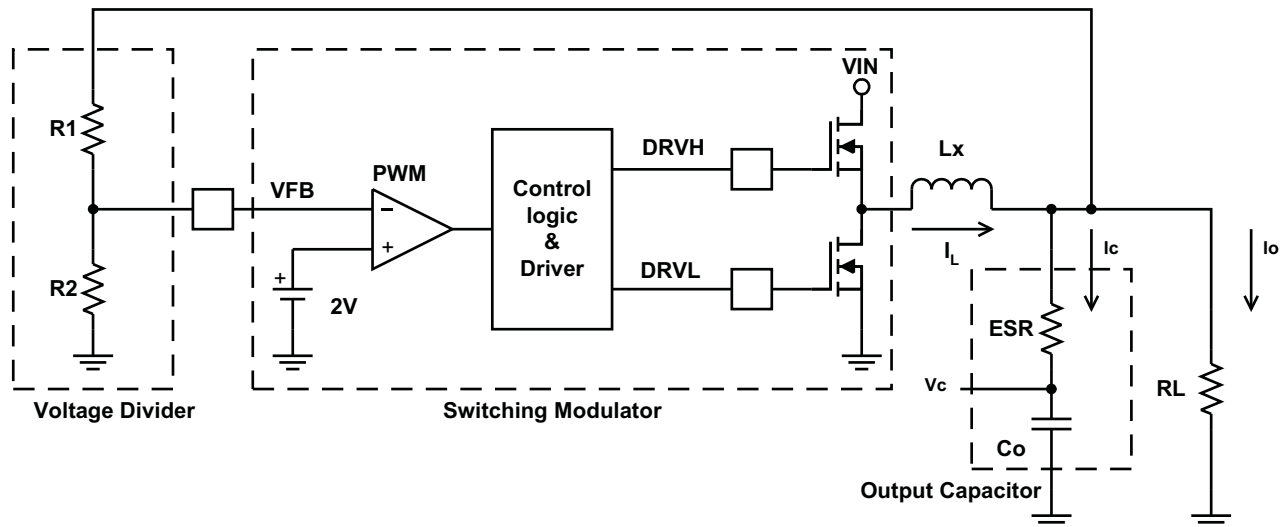 VIN
R1
DRVH
Lx
PWM
VFB
−
Control
logic
&
Driver
+
Ic
Io
I_L
R2
DRVL
+
2V
ESR
Vc
RL
Voltage Divider
Switching Modulator
Co
Output Capacitor